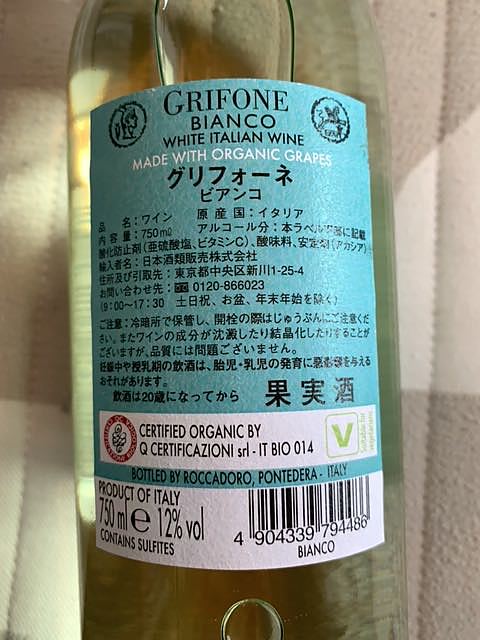 GRIFONE
BIANCO
WHITE ITALIAN WINE
MADE WITH ORGANIC GRAPES
グリフォーネ
ビアンコ
品 名：ワイン 原 産 国：イタリア
内 容 量：750mℓ アルコール分：本ラベル下部に記載
酸化防止剤（亜硫酸塩、ビタミンC）、酸味料、安定剤（アカシア）
輸入者名：日本酒類販売株式会社
住所及び引取先：東京都中央区新川1-25-4
お問い合わせ先： 0120-866023
（9:00～17:30 土日祝、お盆、年末年始を除く）
ご注意：冷暗所で保管し、開栓の際はじゅうぶんにご注意くだ
さい。またワインの成分が沈澱したり結晶化したりすることが
ございますが、品質には問題ございません。
妊娠中や授乳期の飲酒は、胎児・乳児の発育に悪影響を与える
おそれがあります。
飲酒は20歳になってから 果実酒
CERTIFIED ORGANIC BY
Q CERTIFICAZIONI srl - IT BIO 014
V
Suitable for
vegetarians
BOTTLED BY ROCCADORO, PONTEDERA - ITALY
PRODUCT OF ITALY
750 ml e 12% vol
CONTAINS SULFITES
4 904339 794486
BIANCO